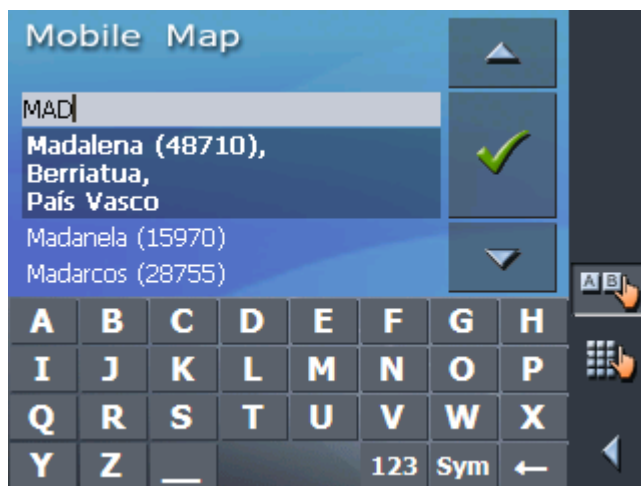 Mobile Map
MAD
Madalena (48710),
Berriatua,
País Vasco
Madanela (15970)
Madarcos (28755)
A B
A B C D E F G H
I J K L M N O P
Q R S T U V W X
Y Z _ 123 Sym ←